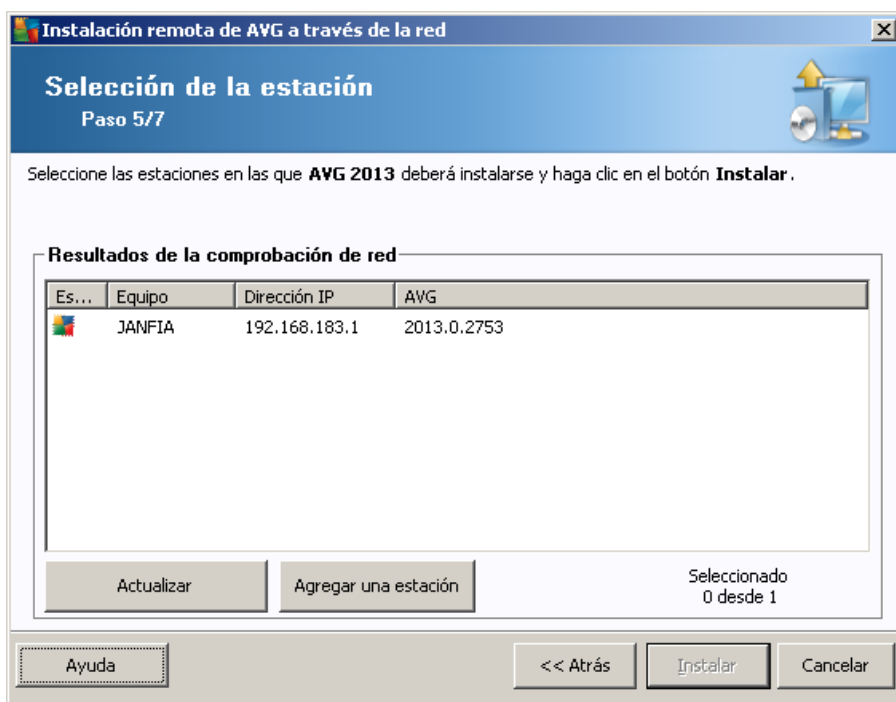 Instalación remota de AVG a través de la red
Selección de la estación
Paso 5/7
Seleccione las estaciones en las que AVG 2013 deberá instalarse y haga clic en el botón Instalar.
Resultados de la comprobación de red
Es... Equipo Dirección IP AVG
JANFIA 192.168.183.1 2013.0.2753
Actualizar Agregar una estación Seleccionado
0 desde 1
Ayuda << Atrás Instalar Cancelar